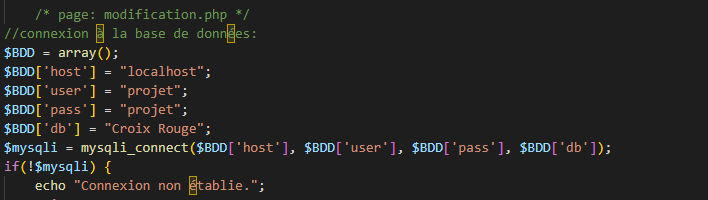 /* page: modification.php */
//connexion à la base de données:
$BDD = array();
$BDD['host'] = "localhost";
$BDD['user'] = "projet";
$BDD['pass'] = "projet";
$BDD['db'] = "Croix Rouge";
$mysqli = mysqli_connect($BDD['host'], $BDD['user'], $BDD['pass'], $BDD['db']);
if(!$mysqli) {
echo "Connexion non établie.";